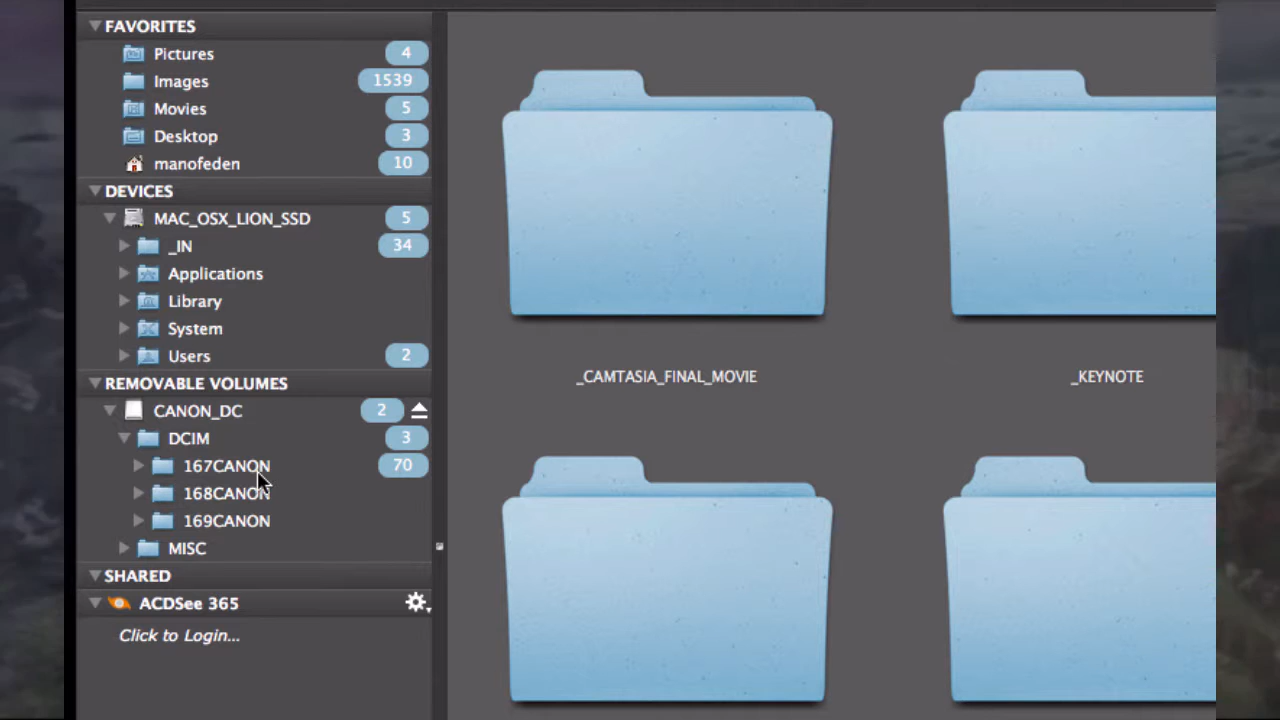 FAVORITES
Pictures 4
Images 1539
Movies 5
Desktop 3
manofeden 10
DEVICES
MAC_OSX_LION_SSD 5
_IN 34
Applications
Library
System
Users 2
REMOVABLE VOLUMES
CANON_DC 2
DCIM 3
167CANON 70
168CANON
169CANON
MISC
SHARED
ACDSee 365
Click to Login...
_CAMTASIA_FINAL_MOVIE
_KEYNOTE